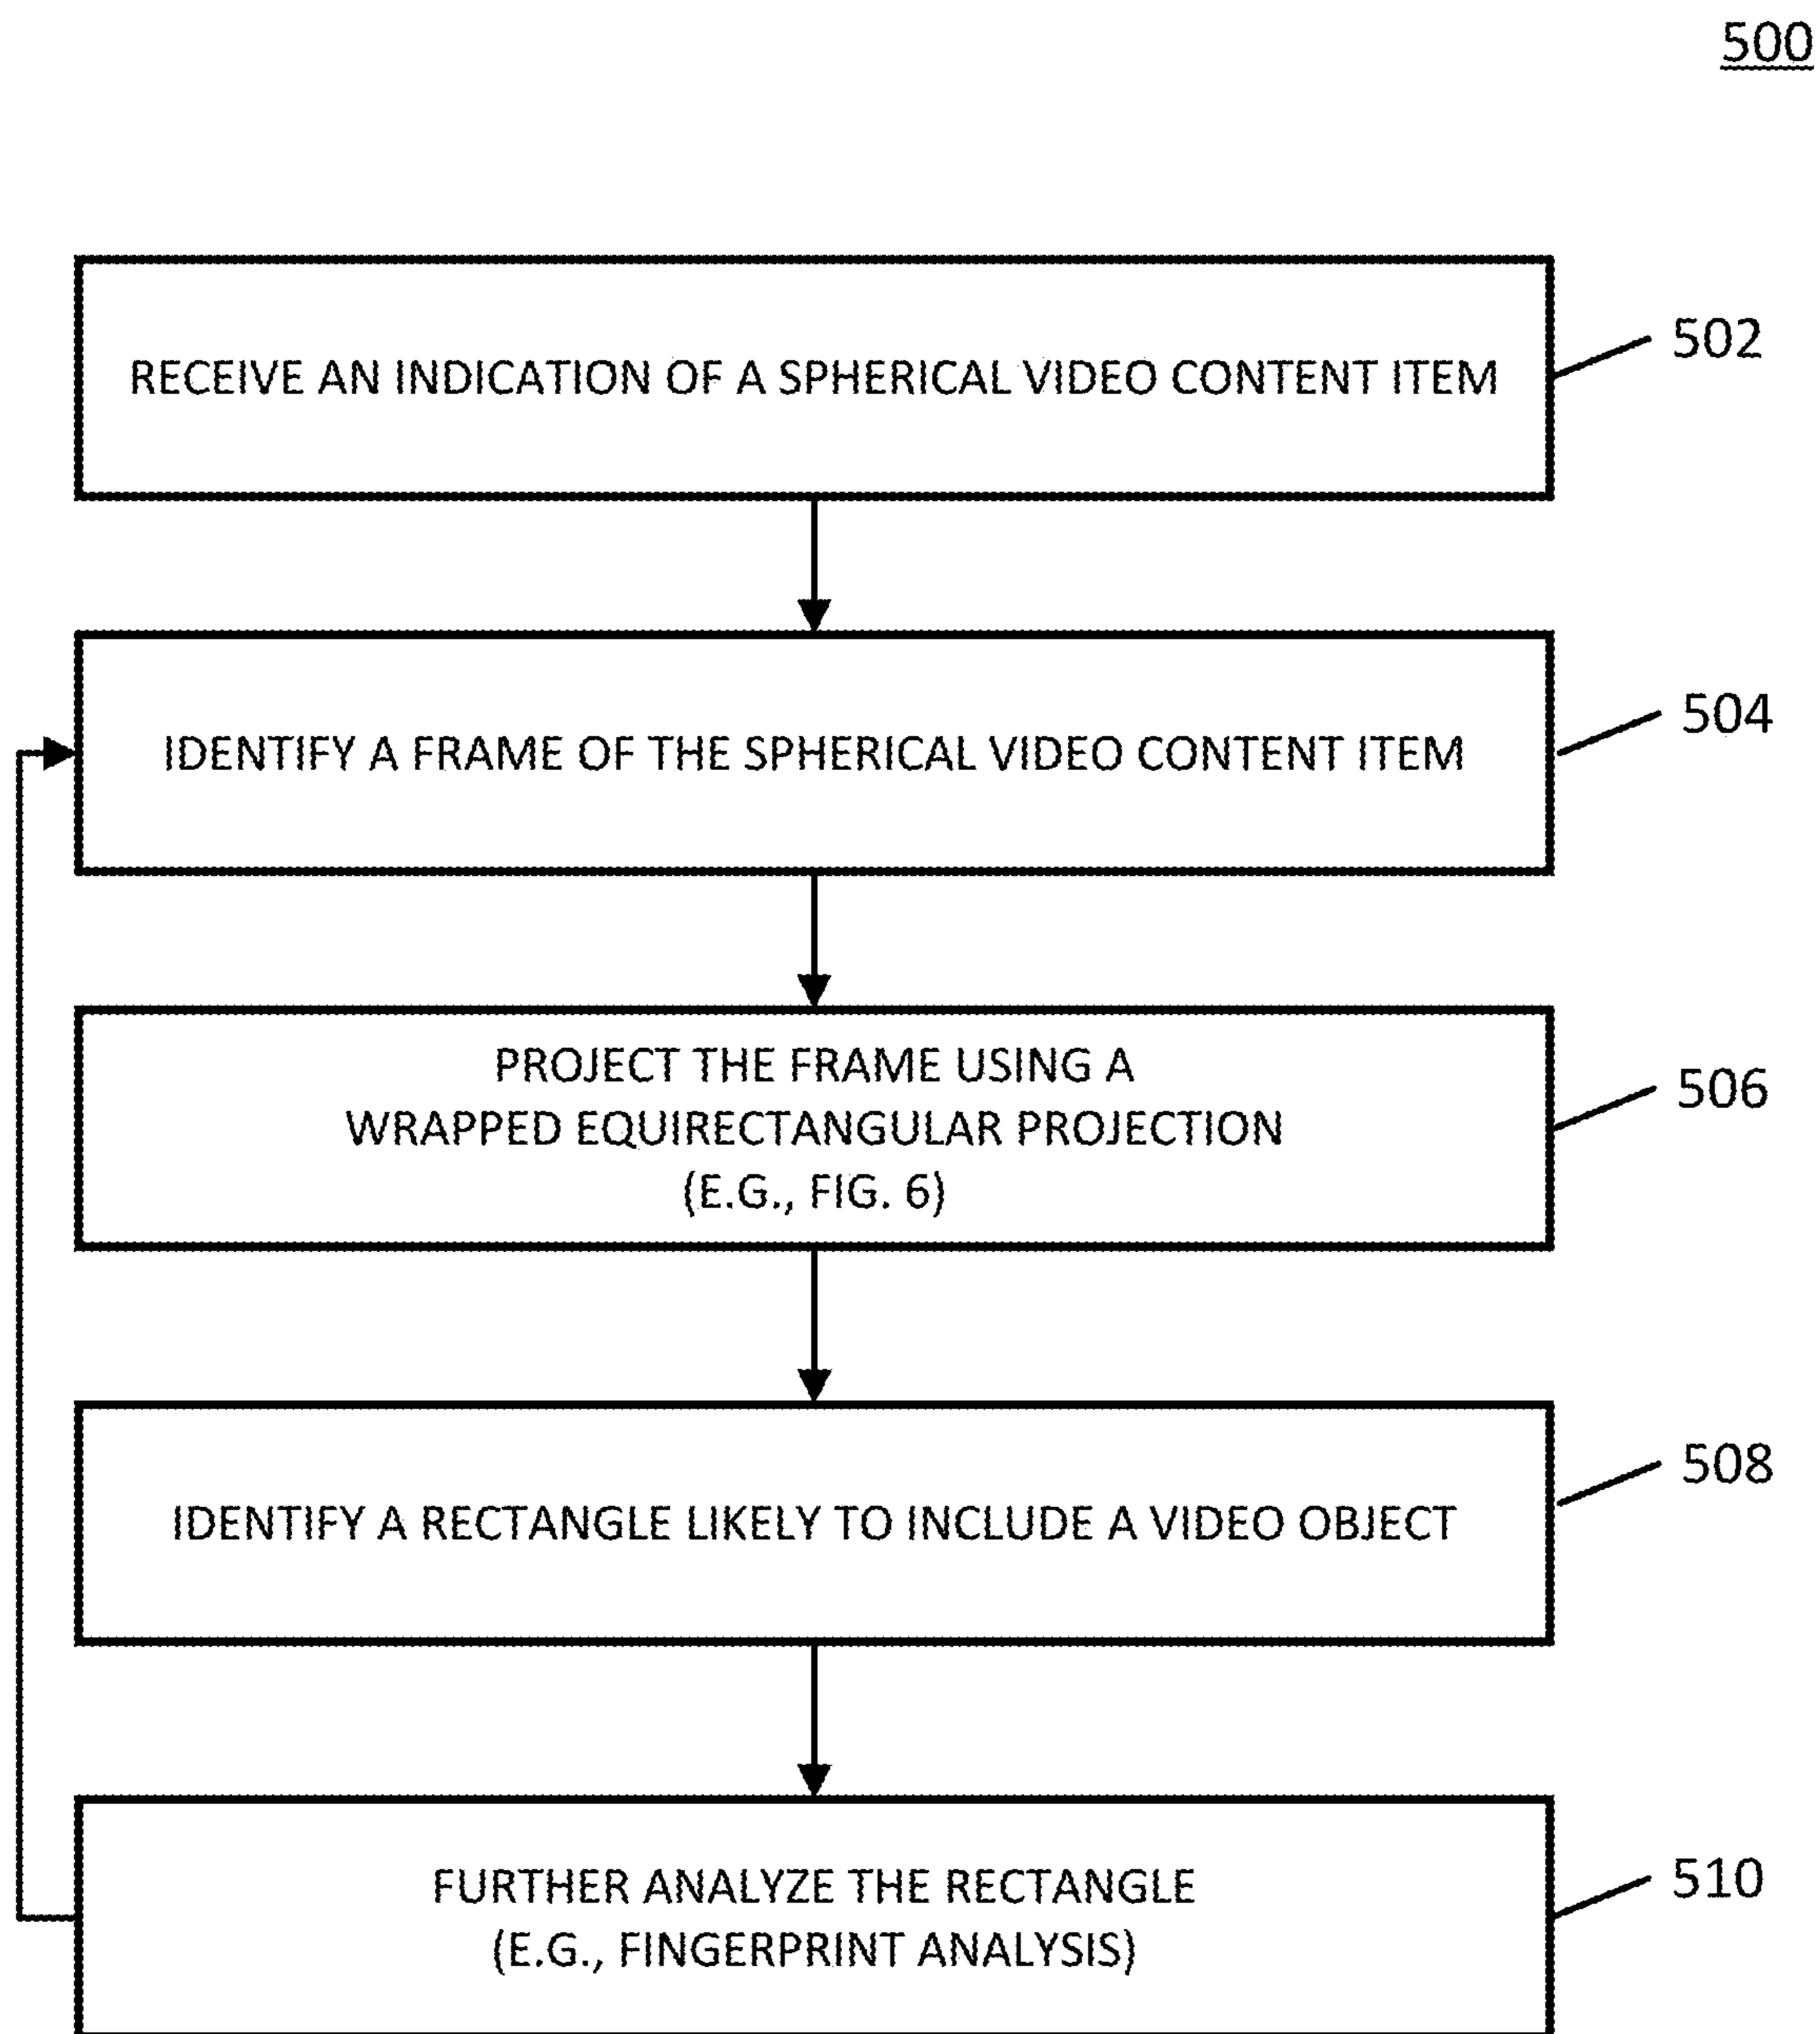 500
RECEIVE AN INDICATION OF A SPHERICAL VIDEO CONTENT ITEM
502
IDENTIFY A FRAME OF THE SPHERICAL VIDEO CONTENT ITEM
504
PROJECT THE FRAME USING A
WRAPPED EQUIRECTANGULAR PROJECTION
(E.G., FIG. 6)
506
IDENTIFY A RECTANGLE LIKELY TO INCLUDE A VIDEO OBJECT
508
FURTHER ANALYZE THE RECTANGLE
(E.G., FINGERPRINT ANALYSIS)
510